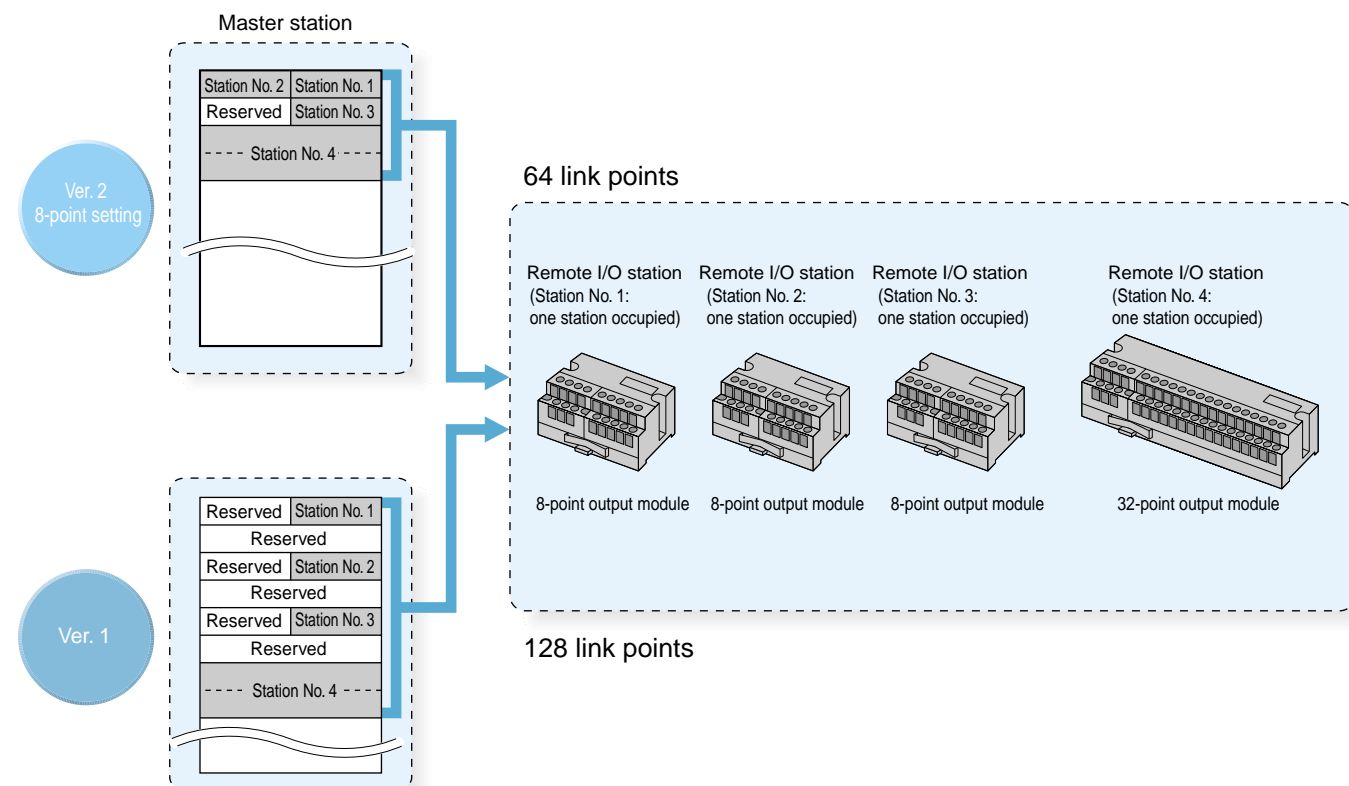 Master station
Station No. 2 Station No. 1
Reserved Station No. 3
Station No. 4
Ver. 2
8-point setting
64 link points
Remote I/O station
(Station No. 1:
one station occupied)
8-point output module
Remote I/O station
(Station No. 2:
one station occupied)
8-point output module
Remote I/O station
(Station No. 3:
one station occupied)
8-point output module
Remote I/O station
(Station No. 4:
one station occupied)
32-point output module
Reserved Station No. 1
Reserved
Reserved Station No. 2
Reserved
Reserved Station No. 3
Reserved
Station No. 4
Ver. 1
128 link points